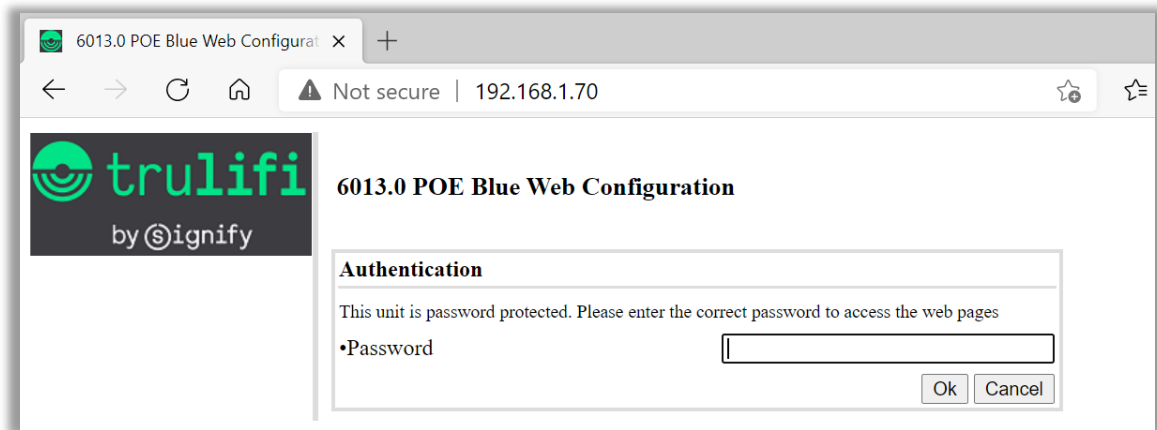 6013.0 POE Blue Web Configurat
Not secure | 192.168.1.70
trulifi
by signify
6013.0 POE Blue Web Configuration
Authentication
This unit is password protected. Please enter the correct password to access the web pages
•Password
Ok Cancel